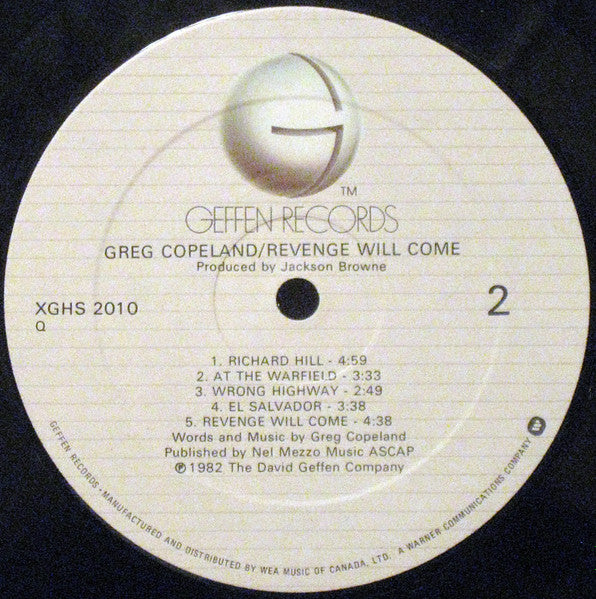 TM
GEFFEN RECORDS
GREG COPELAND/REVENGE WILL COME
Produced by Jackson Browne
XGHS 2010
Q
2
1. RICHARD HILL - 4:59
2. AT THE WARFIELD - 3:33
3. WRONG HIGHWAY - 2:49
4. EL SALVADOR - 3:38
5. REVENGE WILL COME - 4:38
Words and Music by Greg Copeland
Published by Nel Mezzo Music ASCAP
℗1982 The David Geffen Company
GEFFEN RECORDS • MANUFACTURED AND DISTRIBUTED BY WEA MUSIC OF CANADA, LTD. A WARNER COMMUNICATIONS COMPANY